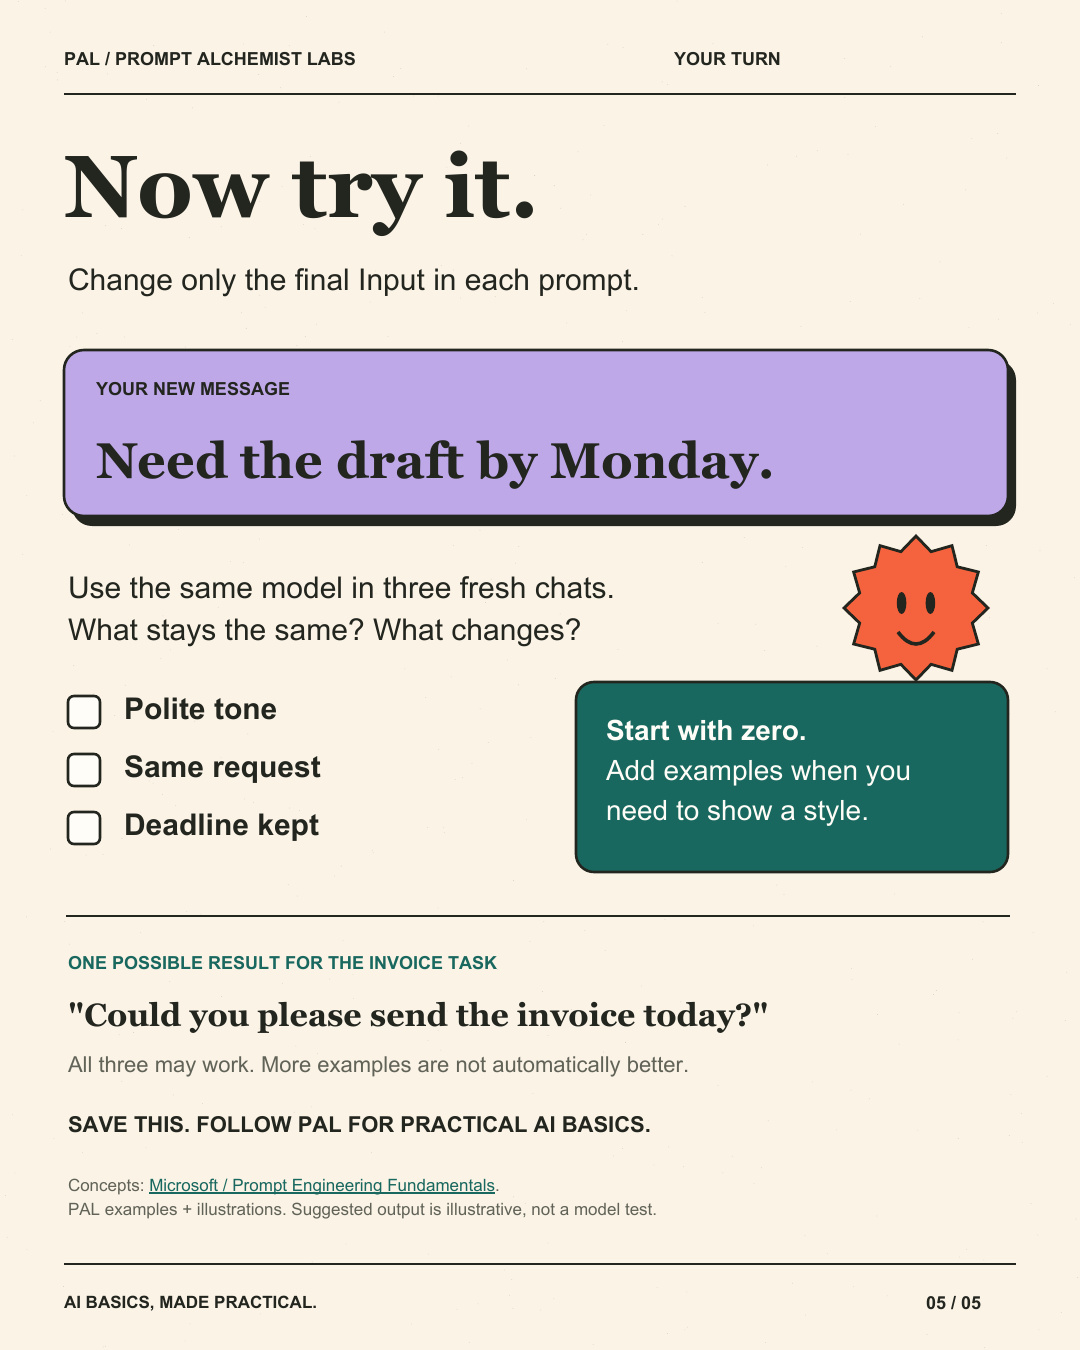 PAL / PROMPT ALCHEMIST LABS
YOUR TURN
Now try it.
Change only the final Input in each prompt.
YOUR NEW MESSAGE
Need the draft by Monday.
Use the same model in three fresh chats.
What stays the same? What changes?
Polite tone
Same request
Deadline kept
Start with zero.
Add examples when you
need to show a style.
ONE POSSIBLE RESULT FOR THE INVOICE TASK
"Could you please send the invoice today?"
All three may work. More examples are not automatically better.
SAVE THIS. FOLLOW PAL FOR PRACTICAL AI BASICS.
Concepts: Microsoft / Prompt Engineering Fundamentals.
PAL examples + illustrations. Suggested output is illustrative, not a model test.
AI BASICS, MADE PRACTICAL.
05 / 05